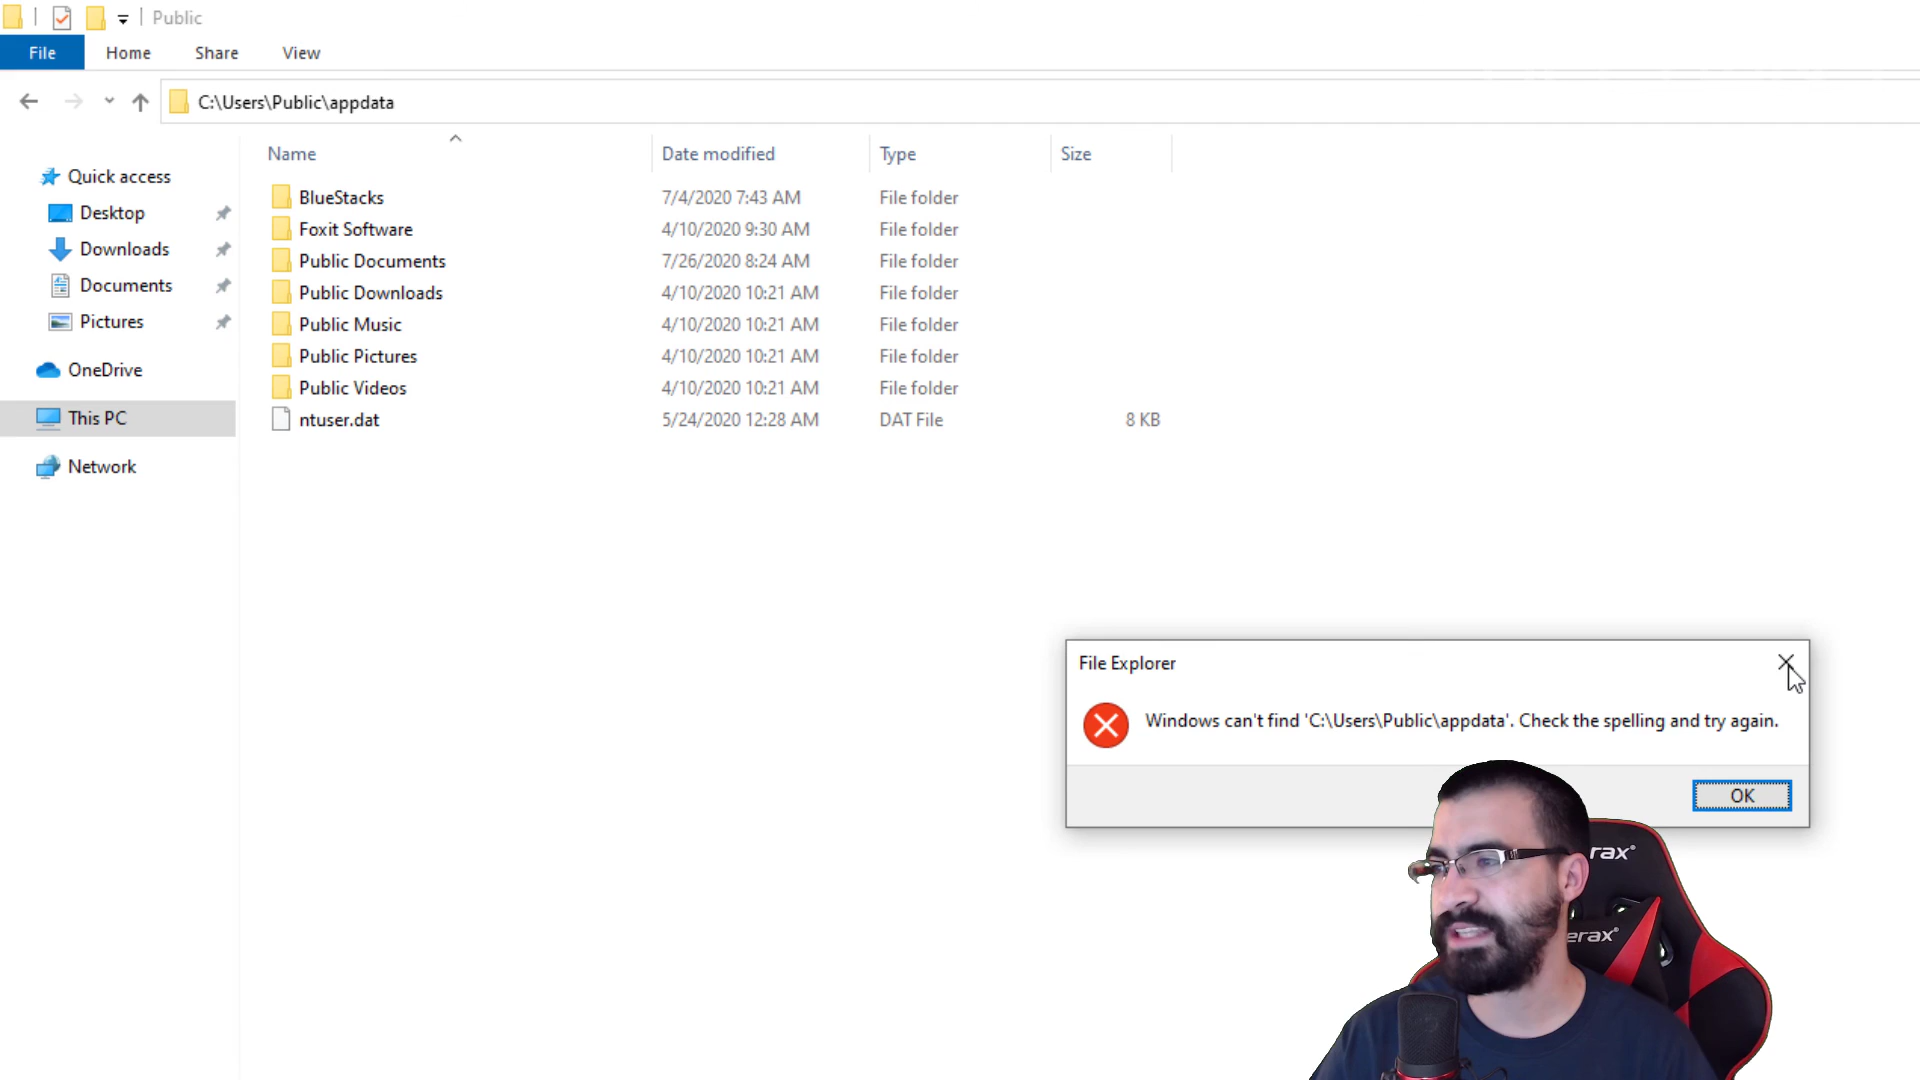 Public
File Home Share View
C:\Users\Public\appdata
Name Date modified Type Size
Quick access
Desktop
Downloads
Documents
Pictures
OneDrive
This PC
Network
BlueStacks 7/4/2020 7:43 AM File folder
Foxit Software 4/10/2020 9:30 AM File folder
Public Documents 7/26/2020 8:24 AM File folder
Public Downloads 4/10/2020 10:21 AM File folder
Public Music 4/10/2020 10:21 AM File folder
Public Pictures 4/10/2020 10:21 AM File folder
Public Videos 4/10/2020 10:21 AM File folder
ntuser.dat 5/24/2020 12:28 AM DAT File 8 KB
File Explorer
Windows can't find 'C:\Users\Public\appdata'. Check the spelling and try again.
OK
rax®
erax®